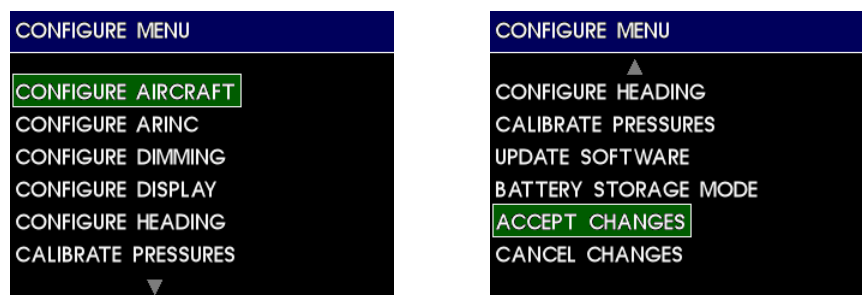 CONFIGURE MENU
CONFIGURE AIRCRAFT
CONFIGURE ARINC
CONFIGURE DIMMING
CONFIGURE DISPLAY
CONFIGURE HEADING
CALIBRATE PRESSURES
CONFIGURE MENU
CONFIGURE HEADING
CALIBRATE PRESSURES
UPDATE SOFTWARE
BATTERY STORAGE MODE
ACCEPT CHANGES
CANCEL CHANGES